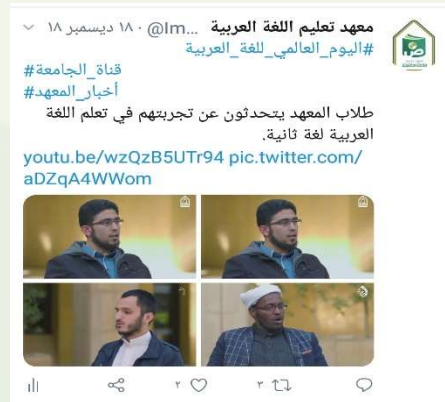 معهد تعليم اللغة العربية @Im... · ١٨ ديسمبر ١٨
#اليوم_العالمي_للغة_العربية
#قناة_الجامعة
#أخبار_المعهد
طلاب المعهد يتحدثون عن تجربتهم في تعلم اللغة
العربية لغة ثانية.
youtu.be/wzQzB5UTr94 pic.twitter.com/
aDZqA4WWom
٣ ٢